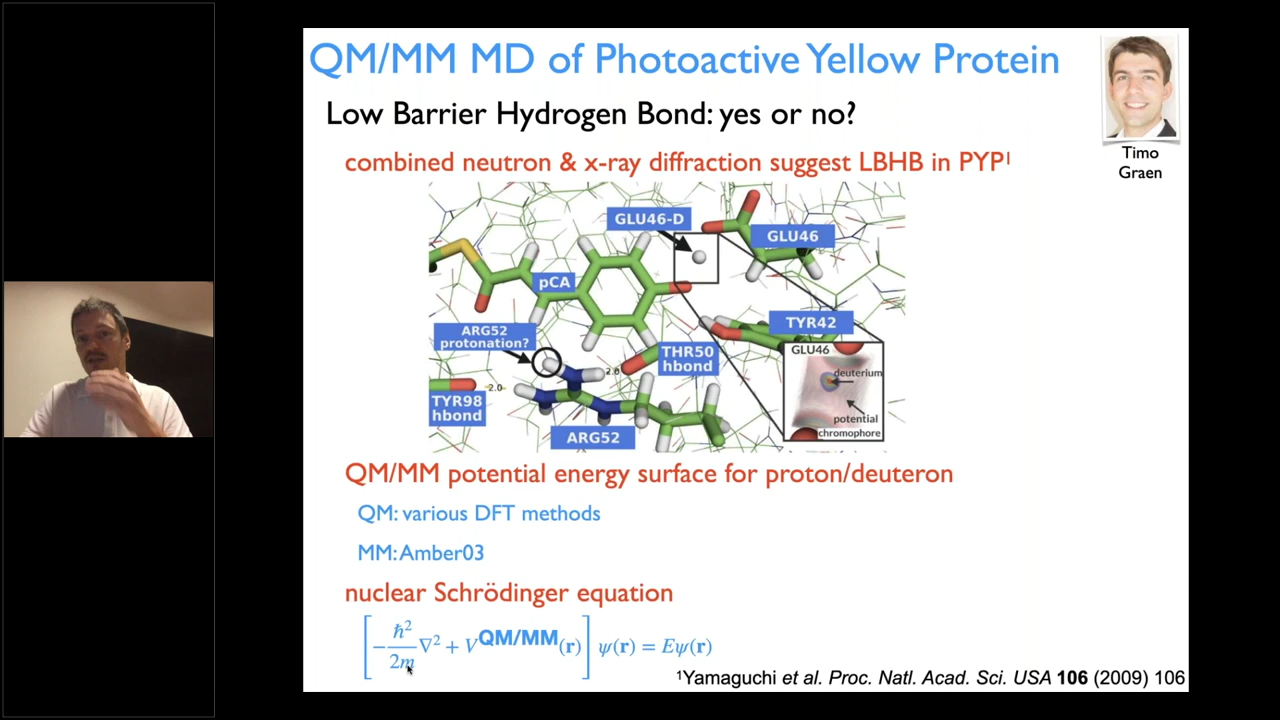 QM/MM MD of Photoactive Yellow Protein
Low Barrier Hydrogen Bond: yes or no?
Timo
Graen
combined neutron & x-ray diffraction suggest LBHB in PYP¹
GLU46-D
GLU46
pCA
TYR42
ARG52
protonation?
THR50
hbond
2.0
2.0
TYR98
hbond
ARG52
GLU46
deuterium
potential
chromophore
QM/MM potential energy surface for proton/deuteron
QM: various DFT methods
MM: Amber03
nuclear Schrödinger equation
[-ℏ²/2m ∇² + V^QM/MM(r)] ψ(r) = Eψ(r)
¹Yamaguchi et al. Proc. Natl. Acad. Sci. USA 106 (2009) 106